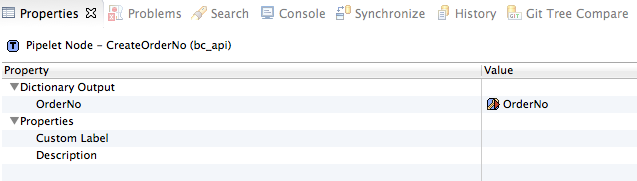 Properties Problems Search Console Synchronize History Git Tree Compare
Pipelet Node – CreateOrderNo (bc_api)
Property Value
Dictionary Output
OrderNo OrderNo
Properties
Custom Label
Description